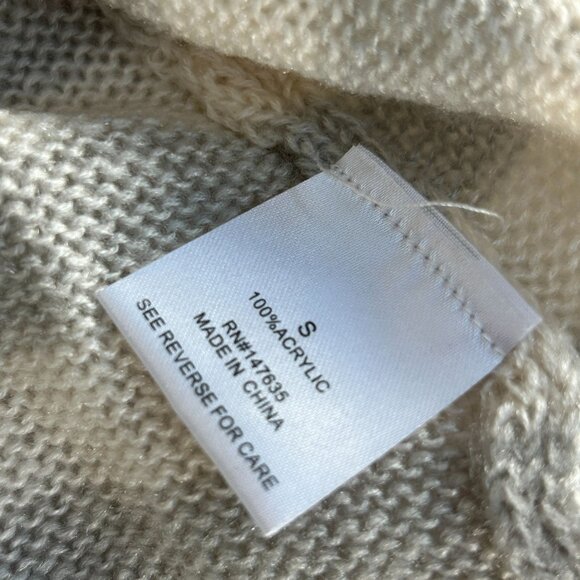 S
100%ACRYLIC
RN#147635
MADE IN CHINA
SEE REVERSE FOR CARE